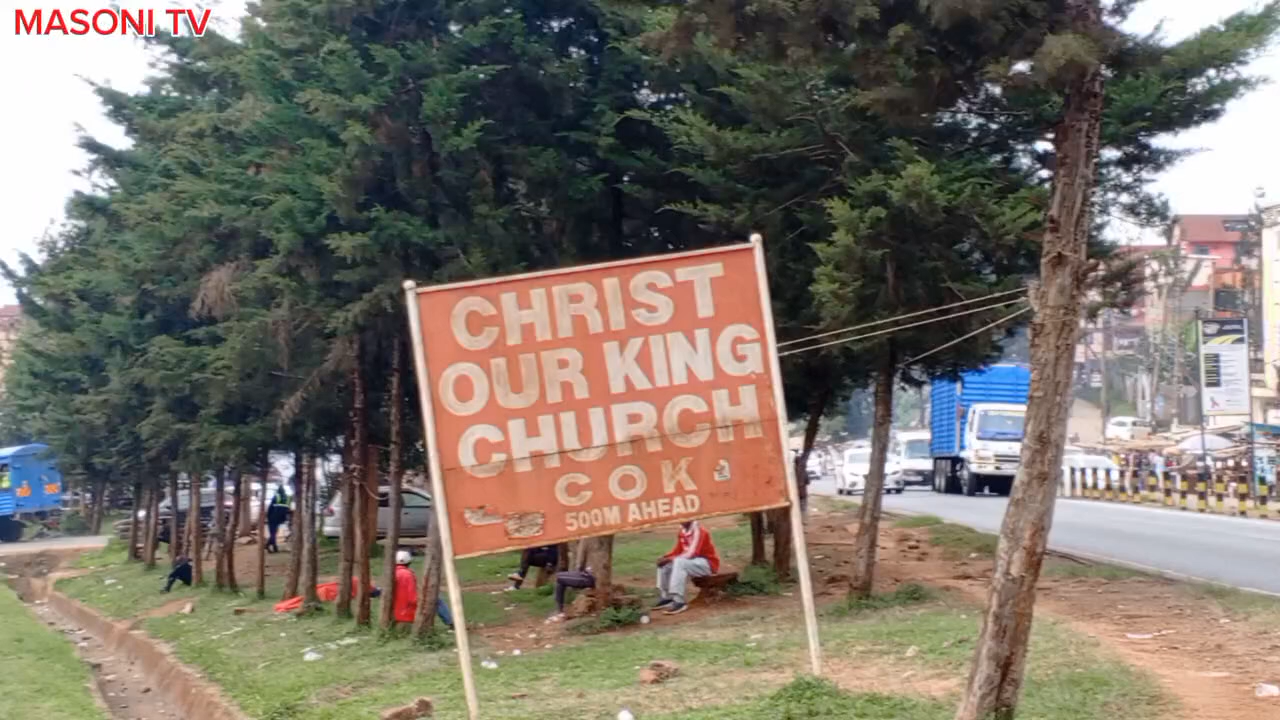 MASONI TV
CHRIST
OUR KING
CHURCH
COK
500M AHEAD